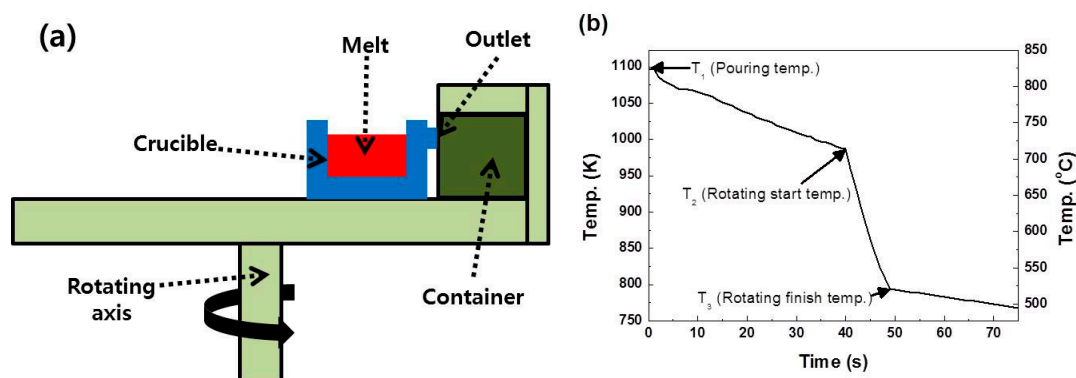 (a)
Melt
Outlet
Crucible
Rotating
axis
Container
(b)
1100
1050
1000
950
900
850
800
750
Temp. (K)
T₁ (Pouring temp.)
T₂ (Rotating start temp.)
T₃ (Rotating finish temp.)
850
800
750
700
650
600
550
500
Temp. (°C)
0 10 20 30 40 50 60 70
Time (s)